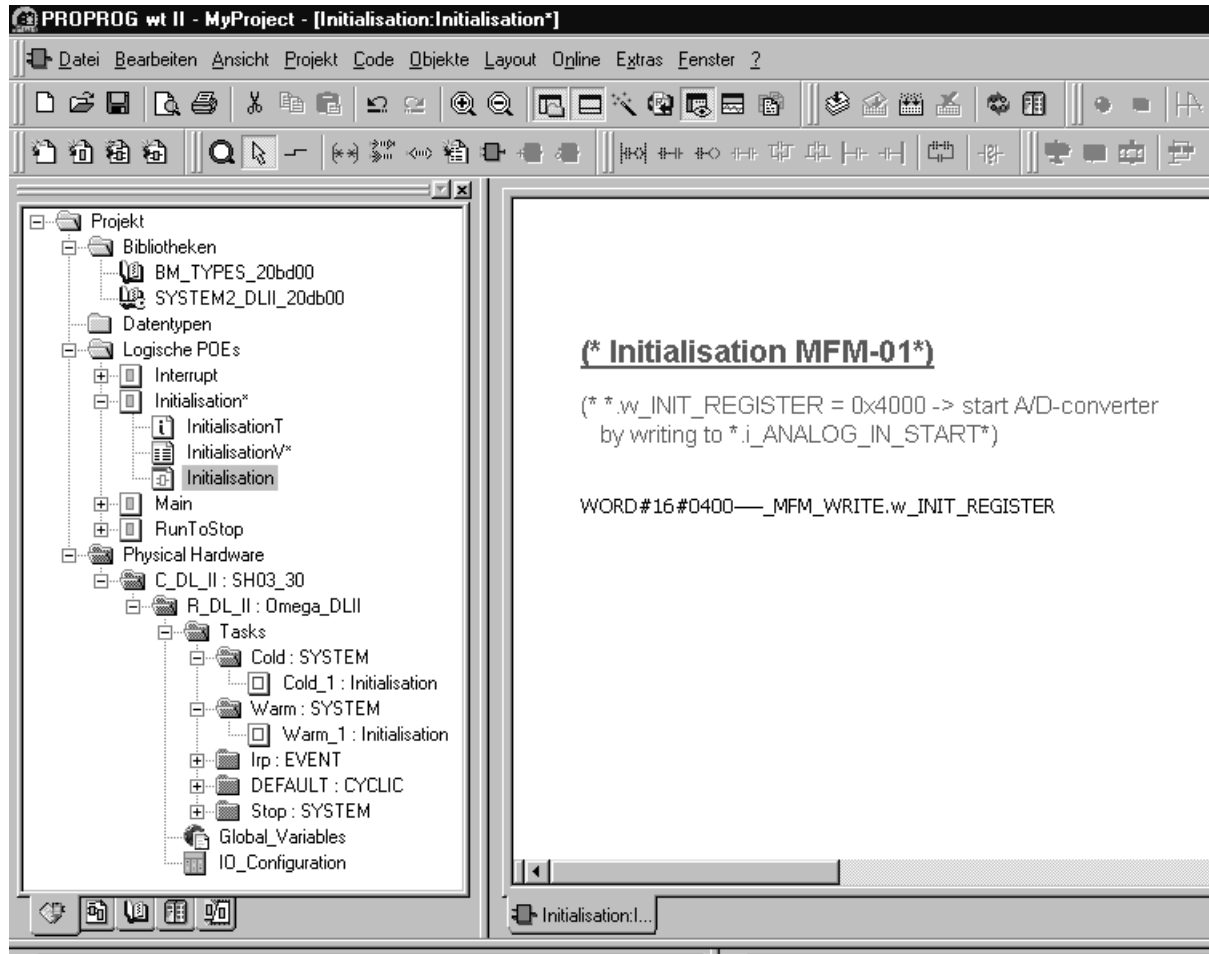 PROPROG wt II - MyProject - [Initialisation:Initialisation*]
Datei Bearbeiten Ansicht Projekt Code Objekte Layout Online Extras Fenster ?
Projekt
Bibliotheken
BM_TYPES_20bd00
SYSTEM2_DLII_20db00
Datentypen
Logische POEs
Interrupt
Initialisation*
InitialisationT
InitialisationV*
Initialisation
Main
RunToStop
Physical Hardware
C_DL_II : SH03_30
R_DL_II : Omega_DLII
Tasks
Cold : SYSTEM
Cold_1 : Initialisation
Warm : SYSTEM
Warm_1 : Initialisation
Irp : EVENT
DEFAULT : CYCLIC
Stop : SYSTEM
Global_Variables
IO_Configuration
(* Initialisation MFM-01*)
(* *.w_INIT_REGISTER = 0x4000 -> start A/D-converter
by writing to *.i_ANALOG_IN_START*)
WORD#16#0400 _MFM_WRITE.w_INIT_REGISTER
Initialisation:I...